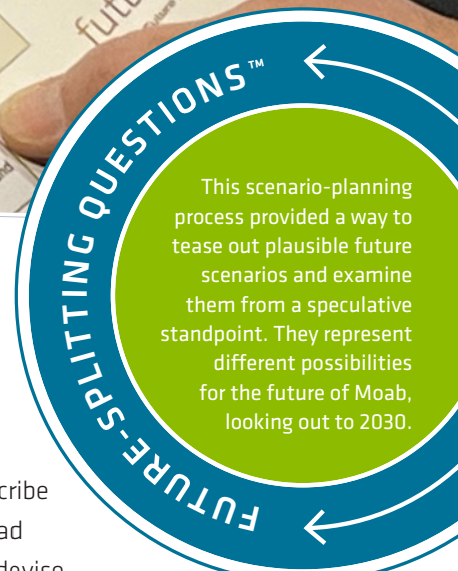 FUTURE-SPLITTING QUESTIONS™
This scenario-planning
process provided a way to
tease out plausible future
scenarios and examine
them from a speculative
standpoint. They represent
different possibilities
for the future of Moab,
looking out to 2030.